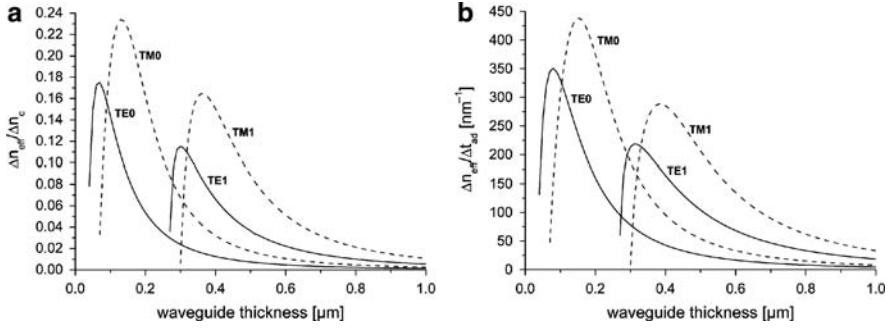 a
0.24
0.22
0.20
0.18
0.16
0.14
0.12
0.10
0.08
0.06
0.04
0.02
0.00
Δn_eff/Δn_c
TM0
TE0
TM1
TE1
0.0 0.2 0.4 0.6 0.8 1.0
waveguide thickness [μm]
b
450
400
350
300
250
200
150
100
50
0
Δn_eff/Δt_ad [nm⁻¹]
TM0
TE0
TM1
TE1
0.0 0.2 0.4 0.6 0.8 1.0
waveguide thickness [μm]